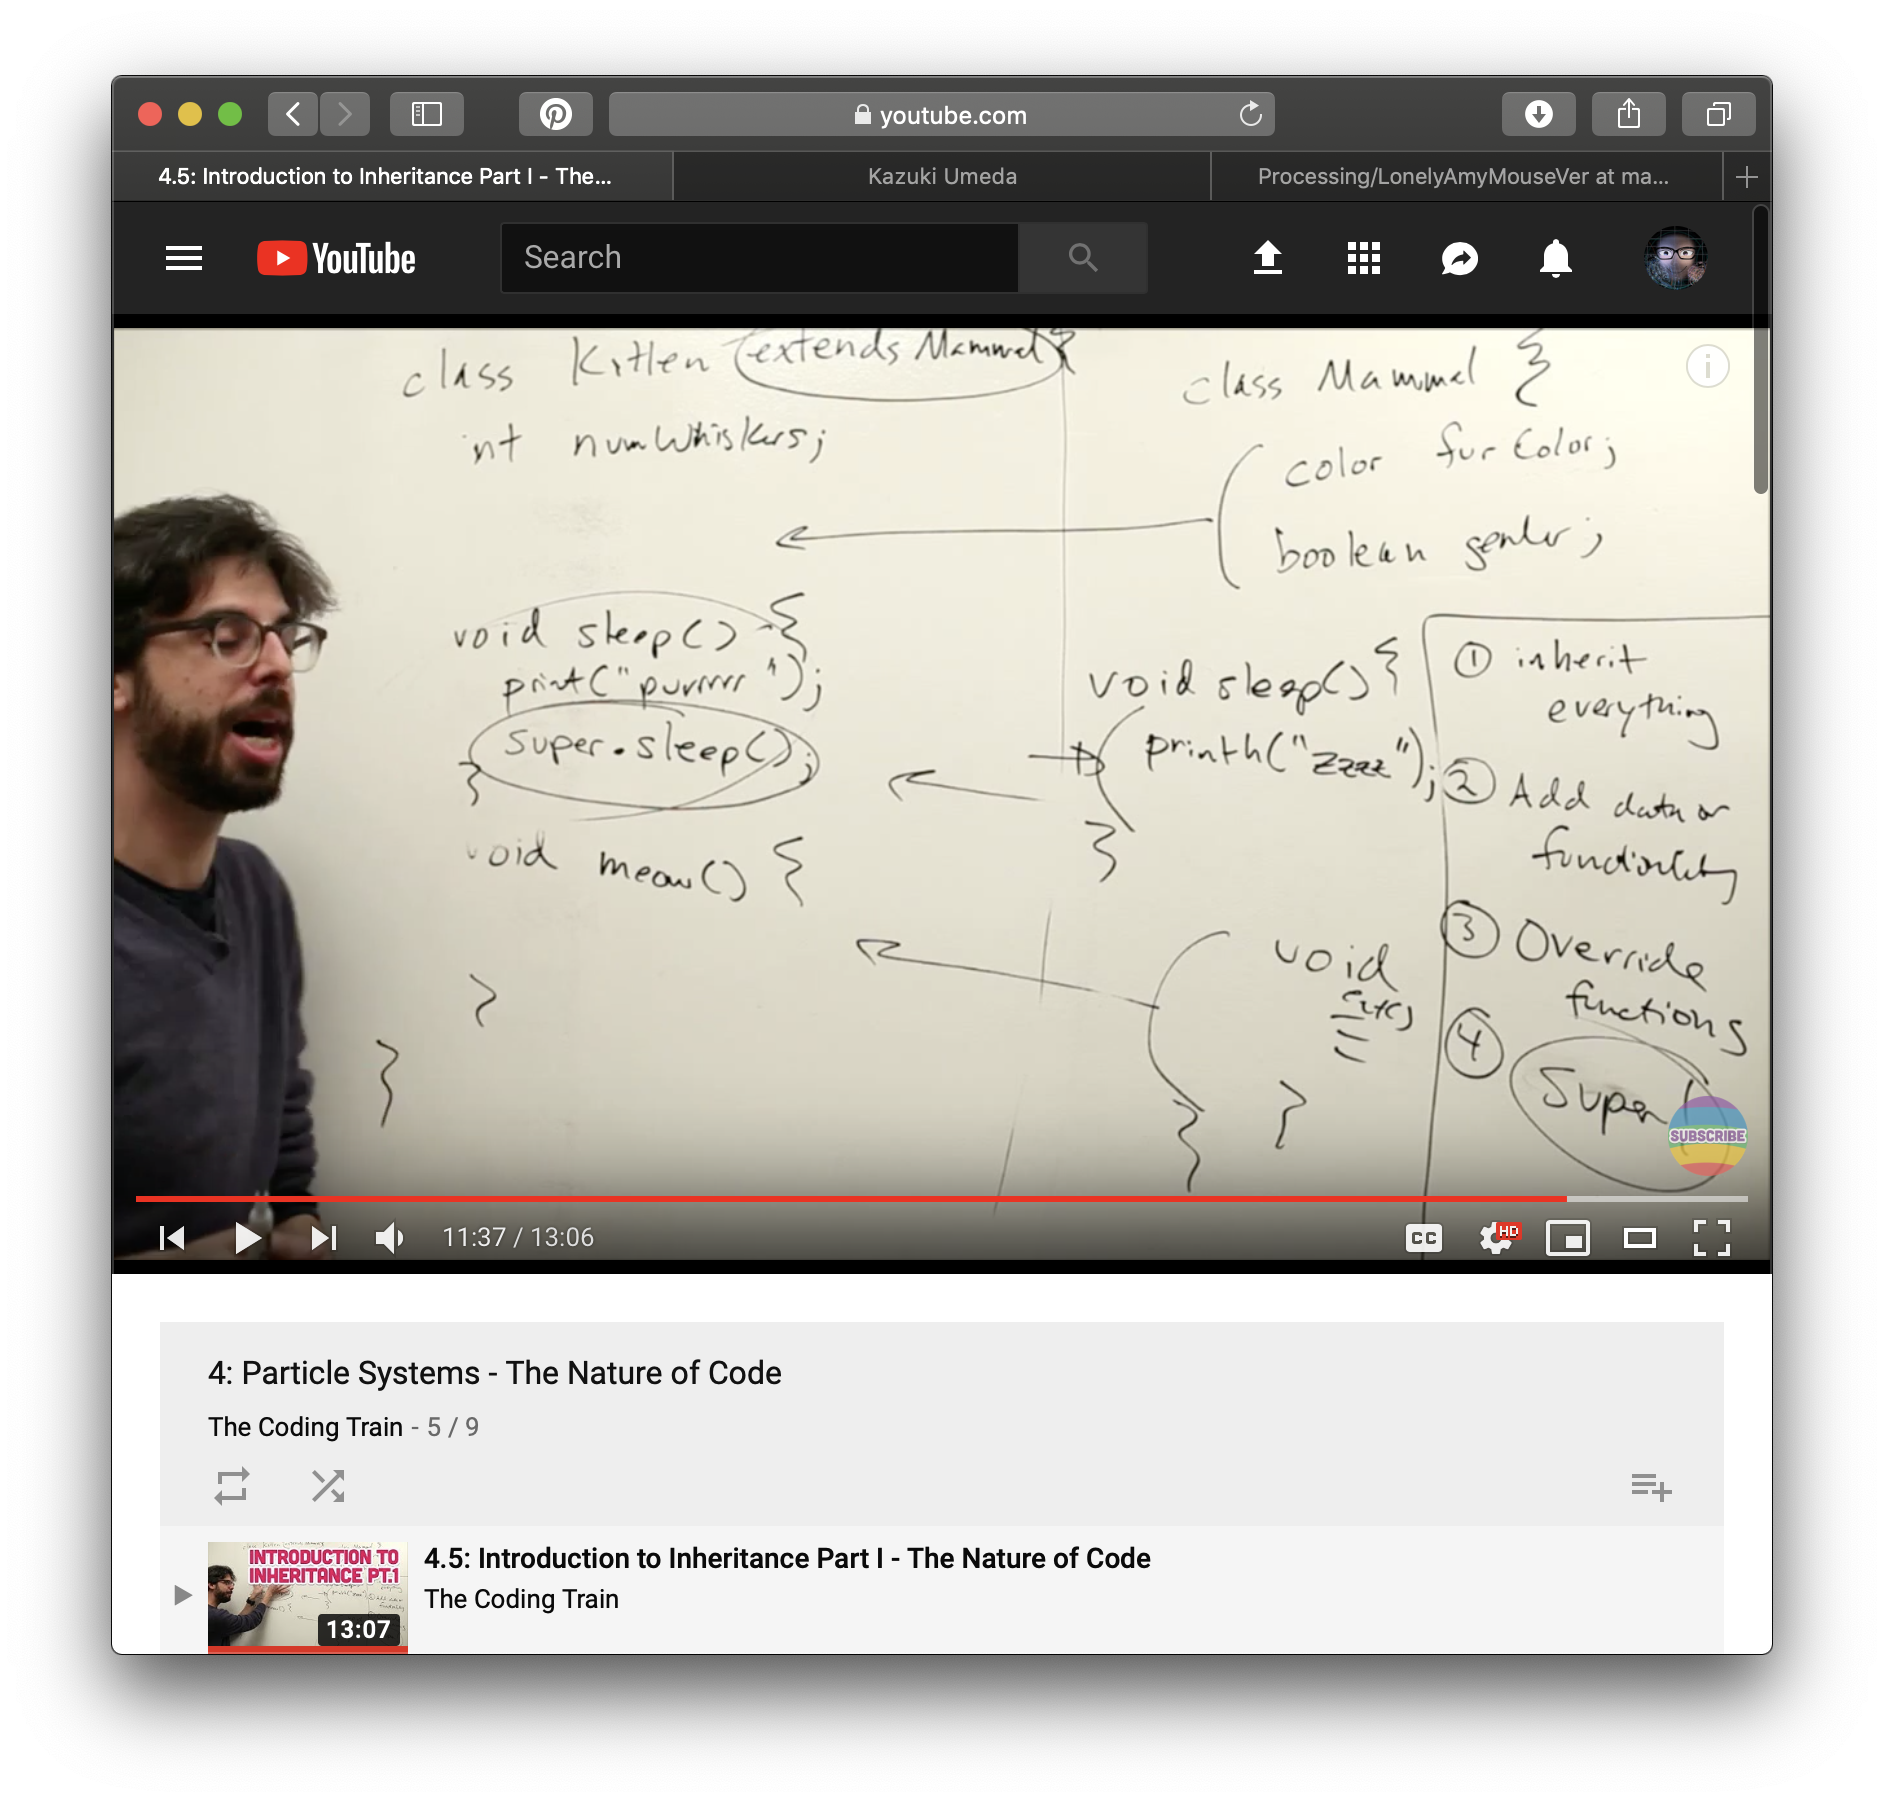 youtube.com
4.5: Introduction to Inheritance Part I - The...
Kazuki Umeda
Processing/LonelyAmyMouseVer at ma...
YouTube
Search
class Kitten extends Mammal{
int numWhiskers;
void sleep() {
print("purrrrr");
super.sleep();
}
void meow() {
}
}
class Mammal {
color furColor;
boolean gender;
void sleep() {
println("zzzz");
}
void
etc)
}
}
① inherit
everything
② Add data or
functionality
③ Override
functions
④ Super!
SUBSCRIBE
11:37 / 13:06
CC
HD
4: Particle Systems - The Nature of Code
The Coding Train - 5 / 9
INTRODUCTION TO
INHERITANCE PT.1
13:07
4.5: Introduction to Inheritance Part I - The Nature of Code
The Coding Train